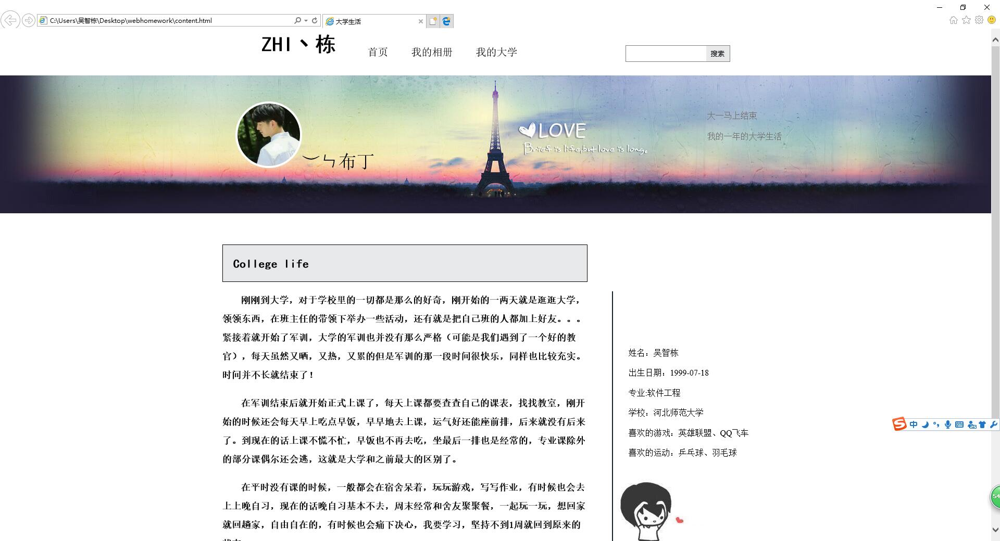 C:\Users\吴智栋\Desktop\webhomework\content.html
大学生活
ZHI丶栋
首页
我的相册
我的大学
搜索
大一马上结束
我的一年的大学生活
LOVE
Brief is life,but love is long.
︶ㄣ布丁
College life
刚刚到大学，对于学校里的一切都是那么的好奇，刚开始的一两天就是逛逛大学，
领领东西，在班主任的带领下举办一些活动，还有就是把自己班的人都加上好友。。。
紧接着就开始了军训，大学的军训也并没有那么严格（可能是我们遇到了一个好的教
官），每天虽然又晒，又热，又累的但是军训的那一段时间很快乐，同样也比较充实。
时间并不长就结束了！
在军训结束后就开始正式上课了，每天上课都要查查自己的课表，找找教室，刚开
始的时候还会每天早上吃点早饭，早早地去上课，运气好还能座前排，后来就没有后来
了。到现在的话上课不慌不忙，早饭也不再去吃，坐最后一排也是经常的，专业课除外
的部分课偶尔还会逃，这就是大学和之前最大的区别了。
在平时没有课的时候，一般都会在宿舍呆着，玩玩游戏，写写作业，有时候也会去
上上晚自习，现在的话晚自习基本不去，周末经常和舍友聚聚餐，一起玩一玩，想回家
就回趟家，自由自在的，有时候也会痛下决心，我要学习，坚持不到1周就回到原来的
姓名：吴智栋
出生日期：1999-07-18
专业:软件工程
学校：河北师范大学
喜欢的游戏：英雄联盟、QQ飞车
喜欢的运动：乒乓球、羽毛球
中
54